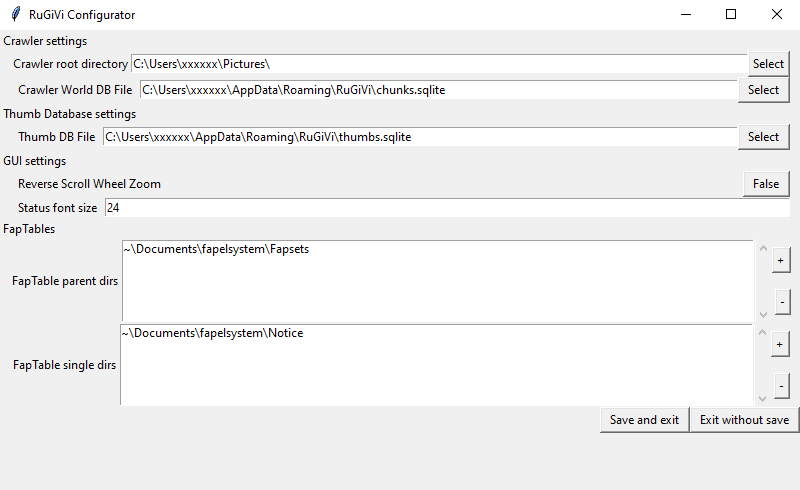 RuGiVi Configurator
Crawler settings
Crawler root directory C:\Users\xxxxxx\Pictures\ Select
Crawler World DB File C:\Users\xxxxxx\AppData\Roaming\RuGiVi\chunks.sqlite Select
Thumb Database settings
Thumb DB File C:\Users\xxxxxx\AppData\Roaming\RuGiVi\thumbs.sqlite Select
GUI settings
Reverse Scroll Wheel Zoom False
Status font size 24
FapTables
~\Documents\fapelsystem\Fapsets
+
FapTable parent dirs
-
~\Documents\fapelsystem\Notice
+
FapTable single dirs
-
Save and exit Exit without save